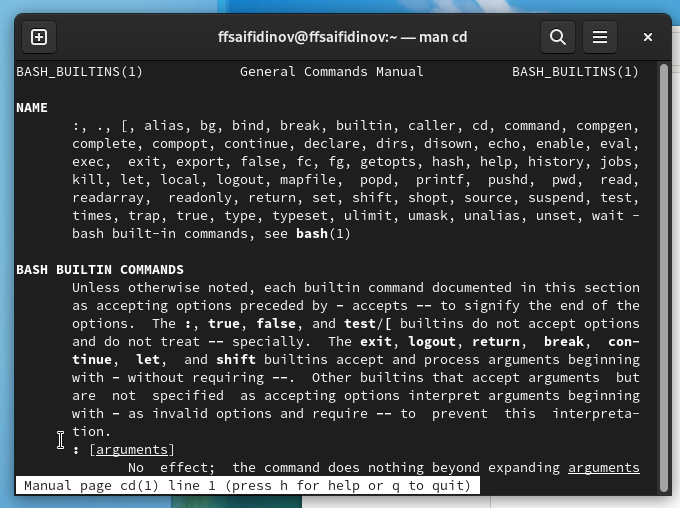 ffsaifidinov@ffsaifidinov:~ — man cd
BASH_BUILTINS(1) General Commands Manual BASH_BUILTINS(1)
NAME
:, ., [, alias, bg, bind, break, builtin, caller, cd, command, compgen,
complete, compopt, continue, declare, dirs, disown, echo, enable, eval,
exec, exit, export, false, fc, fg, getopts, hash, help, history, jobs,
kill, let, local, logout, mapfile, popd, printf, pushd, pwd, read,
readarray, readonly, return, set, shift, shopt, source, suspend, test,
times, trap, true, type, typeset, ulimit, umask, unalias, unset, wait -
bash built-in commands, see bash(1)
BASH BUILTIN COMMANDS
Unless otherwise noted, each builtin command documented in this section
as accepting options preceded by - accepts -- to signify the end of the
options. The :, true, false, and test/[ builtins do not accept options
and do not treat -- specially. The exit, logout, return, break, con-
tinue, let, and shift builtins accept and process arguments beginning
with - without requiring --. Other builtins that accept arguments but
are not specified as accepting options interpret arguments beginning
with - as invalid options and require -- to prevent this interpreta-
tion.
: [arguments]
No effect; the command does nothing beyond expanding arguments
Manual page cd(1) line 1 (press h for help or q to quit)